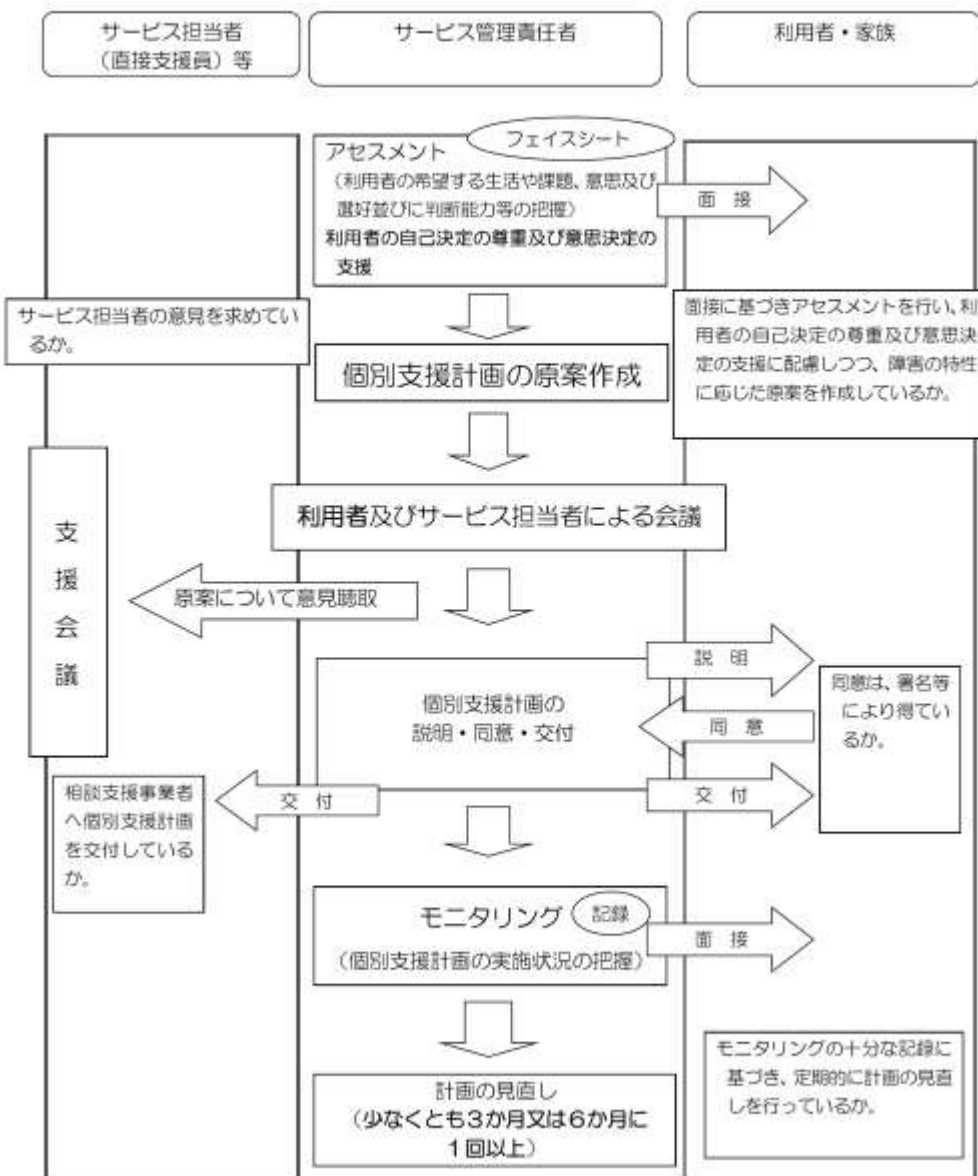 サービス担当者
（直接支援員）等
サービス管理責任者
利用者・家族
フェイスシート
アセスメント
（利用者の希望する生活や課題、意思及び
選好並びに判断能力等の把握）
利用者の自己決定の尊重及び意思決定の
支援
面　接
サービス担当者の意見を求めてい
るか。
面接に基づきアセスメントを行い、利
用者の自己決定の尊重及び意思決
定の支援に配慮しつつ、障害の特性
に応じた原案を作成しているか。
個別支援計画の原案作成
利用者及びサービス担当者による会議
支
援
会
議
原案について意見聴取
説　明
個別支援計画の
説明・同意・交付
同　意
同意は、署名等
により得てい
るか。
交　付
交　付
相談支援事業者
へ個別支援計画
を交付している
か。
モニタリング
記録
（個別支援計画の実施状況の把握）
面　接
モニタリングの十分な記録に
基づき、定期的に計画の見直
しを行っているか。
計画の見直し
（少なくとも３か月又は６か月に
１回以上）